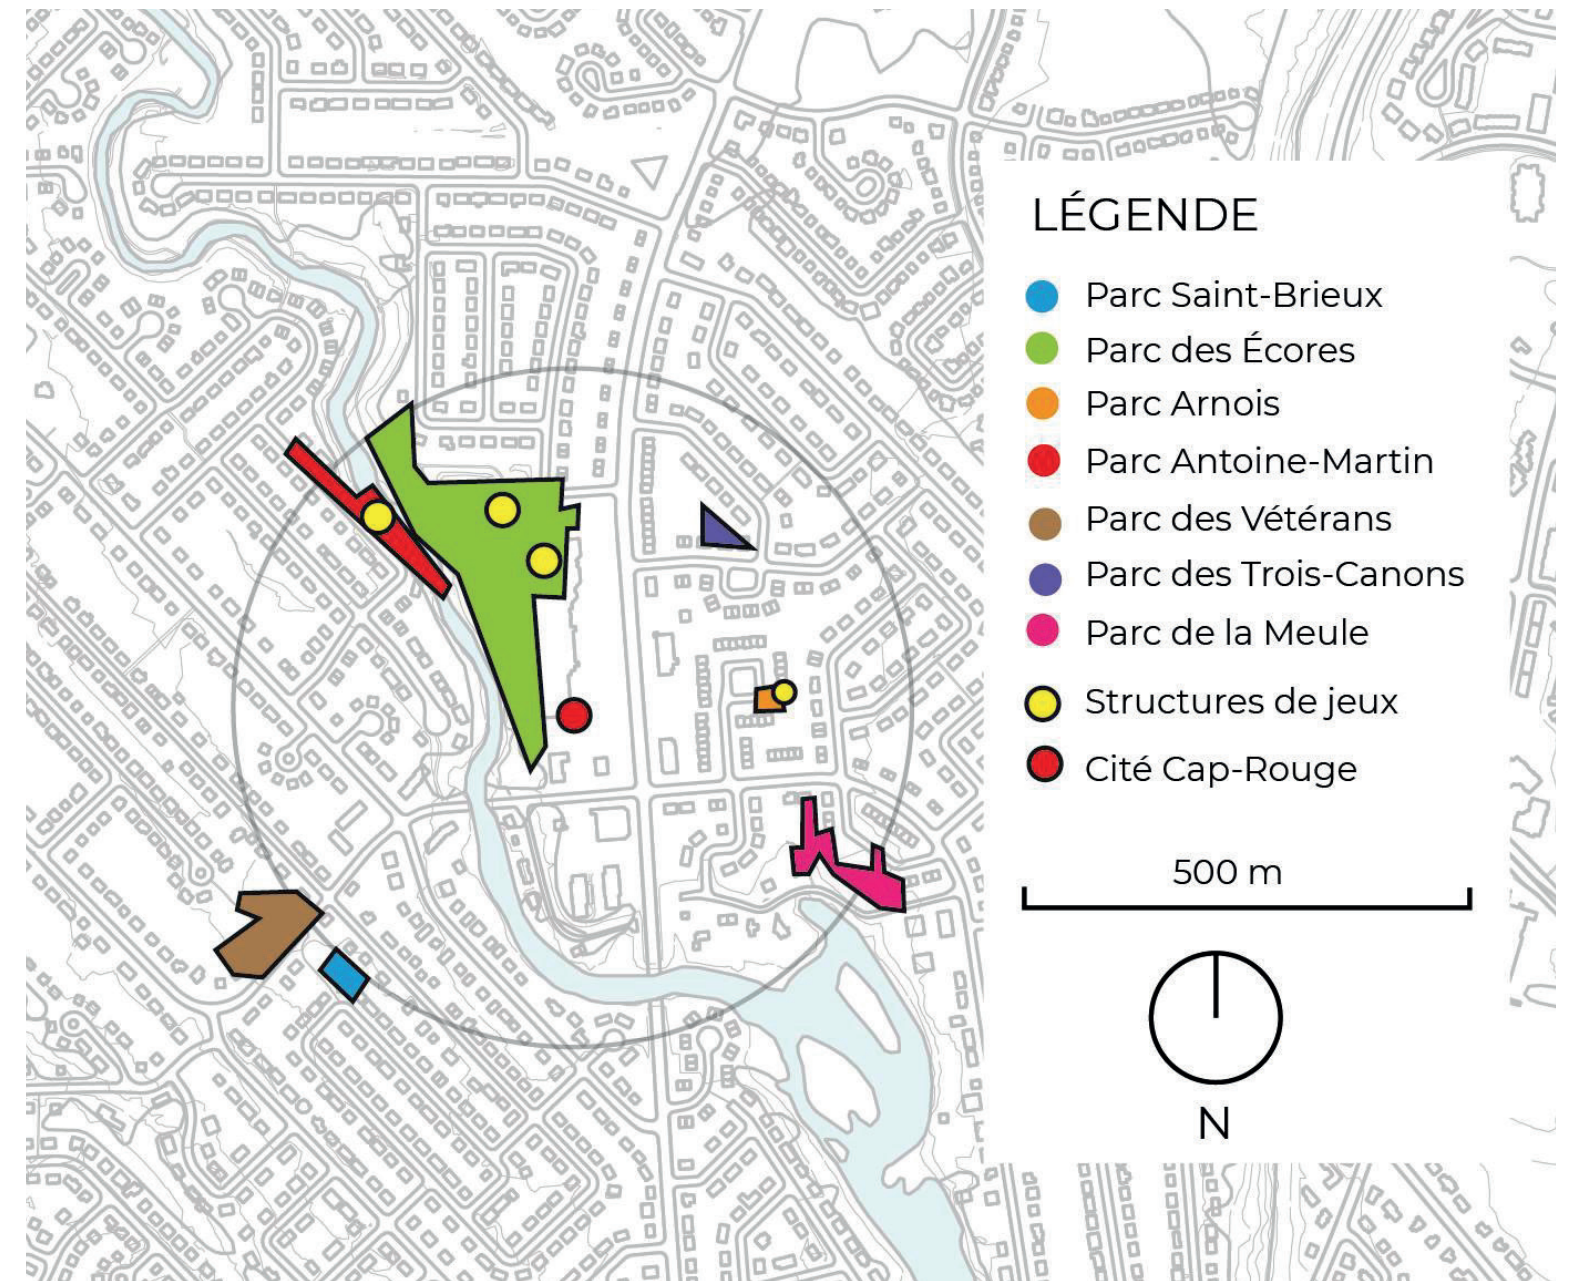 LÉGENDE
Parc Saint-Brieux
Parc des Écores
Parc Arnois
Parc Antoine-Martin
Parc des Vétérans
Parc des Trois-Canons
Parc de la Meule
Structures de jeux
Cité Cap-Rouge
500 m
N